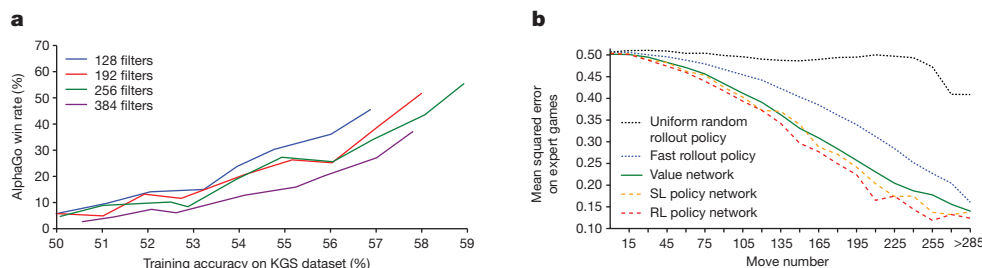 a
70
60
50
40
30
20
10
0
AlphaGo win rate (%)
128 filters
192 filters
256 filters
384 filters
50 51 52 53 54 55 56 57 58 59
Training accuracy on KGS dataset (%)
b
0.50
0.45
0.40
0.35
0.30
0.25
0.20
0.15
0.10
Mean squared error
on expert games
Uniform random
rollout policy
Fast rollout policy
Value network
SL policy network
RL policy network
15 45 75 105 135 165 195 225 255 >285
Move number